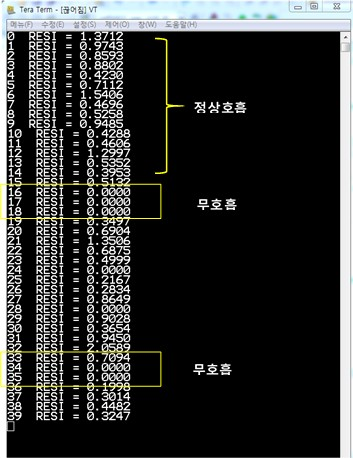 Tera Term - [끊어짐] VT
메뉴(F) 수정(E) 설정(S) 제어(O) 창(W) 도움말(H)
0 RESI = 1.3712
1 RESI = 0.9743
2 RESI = 0.8599
3 RESI = 0.8802
4 RESI = 0.4230
5 RESI = 0.7112
6 RESI = 1.5406
7 RESI = 0.4696
8 RESI = 0.5258
9 RESI = 0.9485
10 RESI = 0.4288
11 RESI = 0.4606
12 RESI = 1.2997
13 RESI = 0.5352
14 RESI = 0.3953
15 RESI = 0.5132
16 RESI = 0.0000
17 RESI = 0.0000
18 RESI = 0.0000
19 RESI = 0.3497
20 RESI = 0.6904
21 RESI = 1.3506
22 RESI = 0.6875
23 RESI = 0.4999
24 RESI = 0.0000
25 RESI = 0.2167
26 RESI = 0.2834
27 RESI = 0.8649
28 RESI = 0.0000
29 RESI = 0.9028
30 RESI = 0.3654
31 RESI = 0.9450
32 RESI = 2.0589
33 RESI = 0.7094
34 RESI = 0.0000
35 RESI = 0.0000
36 RESI = 0.1998
37 RESI = 0.3014
38 RESI = 0.4482
39 RESI = 0.3247
정상호흡
무호흡
무호흡